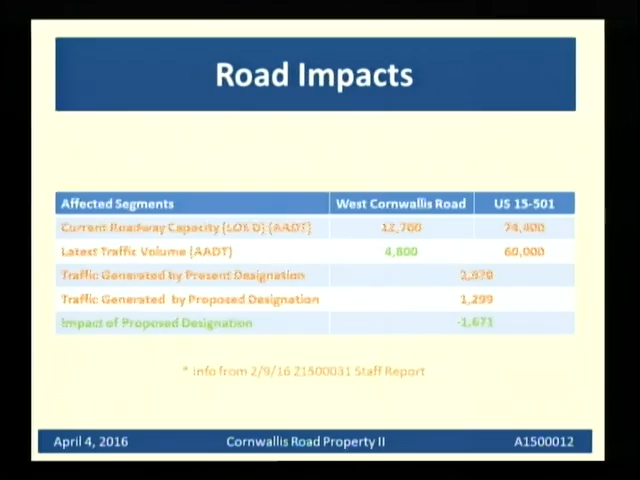 Road Impacts
Affected Segments West Cornwallis Road US 15-501
Current Roadway Capacity (LOS D) (AADT) 12,700 74,400
Latest Traffic Volume (AADT) 4,800 60,000
Traffic Generated by Present Designation 2,970
Traffic Generated by Proposed Designation 1,299
Impact of Proposed Designation -1,671
* info from 2/9/16 Z1500031 Staff Report
April 4, 2016 Cornwallis Road Property II A1500012